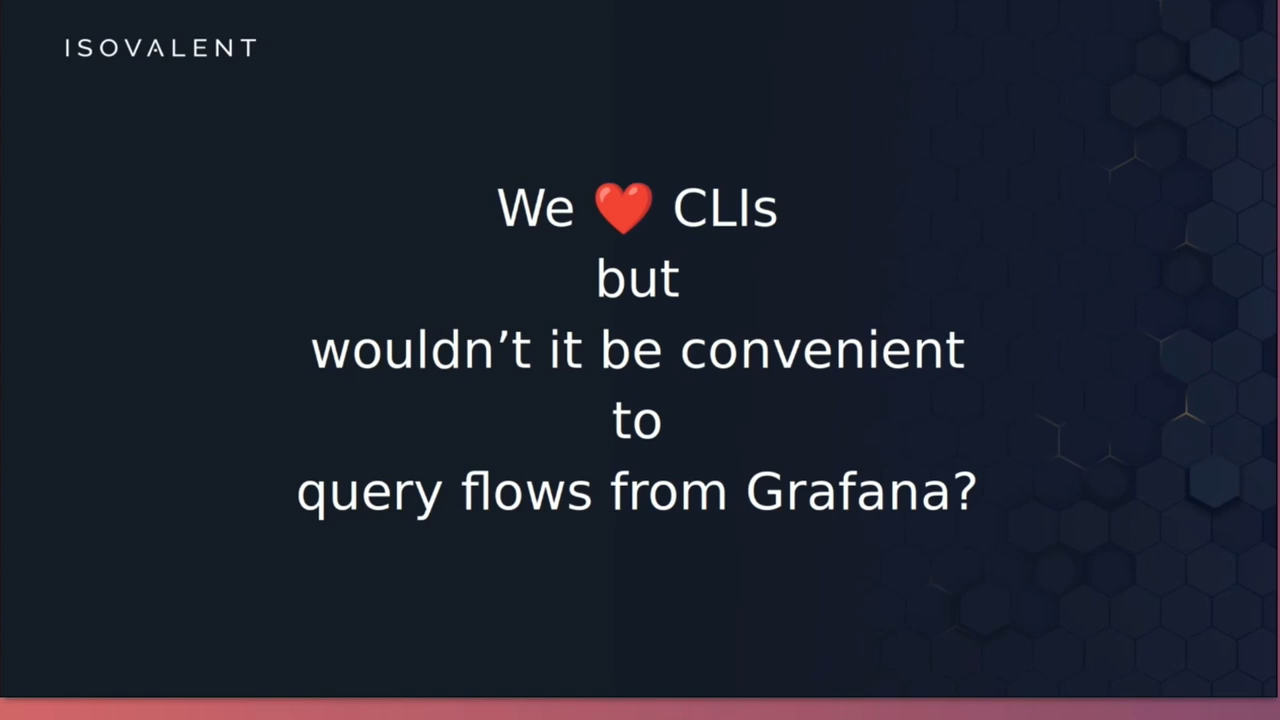 ISOVALENT
We ❤️ CLIs
but
wouldn’t it be convenient
to
query flows from Grafana?